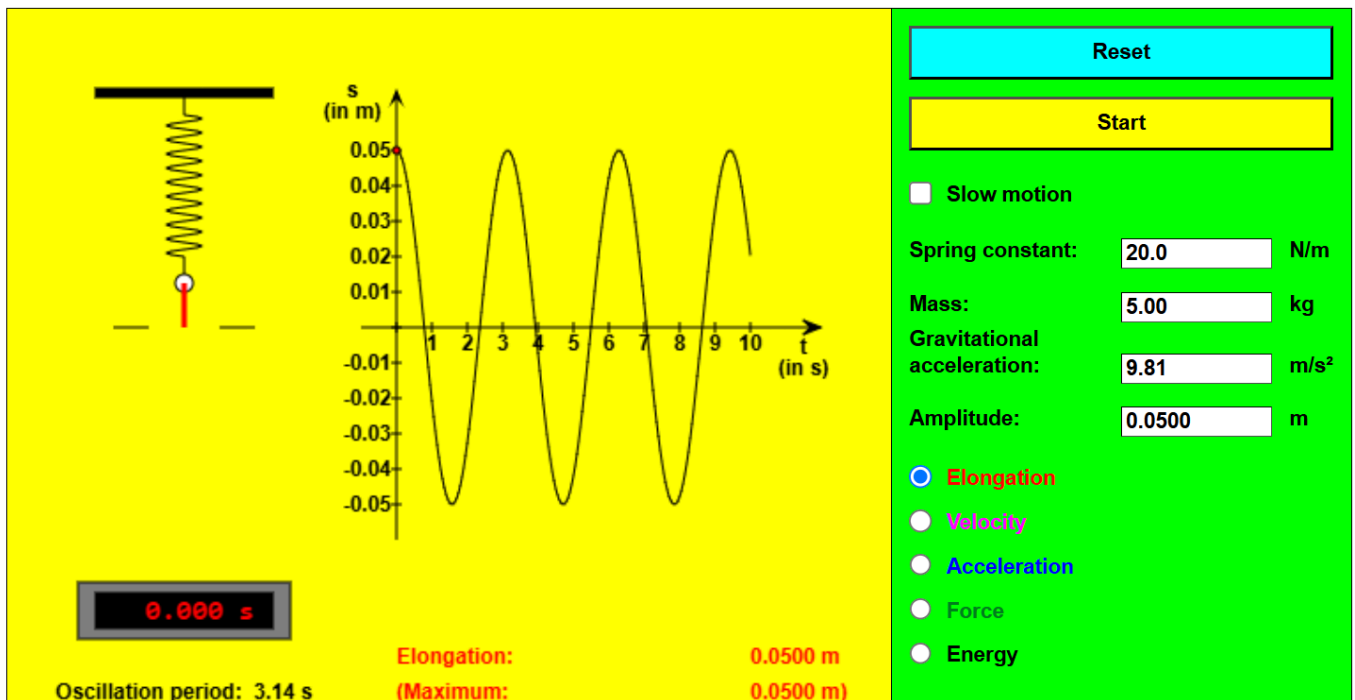 s
(in m)
0.05
0.04
0.03
0.02
0.01
-0.01
-0.02
-0.03
-0.04
-0.05
1 2 3 4 5 6 7 8 9 10
t
(in s)
0.000 s
Oscillation period: 3.14 s
Elongation: 0.0500 m
(Maximum: 0.0500 m)
Reset
Start
Slow motion
Spring constant: 20.0 N/m
Mass: 5.00 kg
Gravitational
acceleration: 9.81 m/s²
Amplitude: 0.0500 m
Elongation
Velocity
Acceleration
Force
Energy